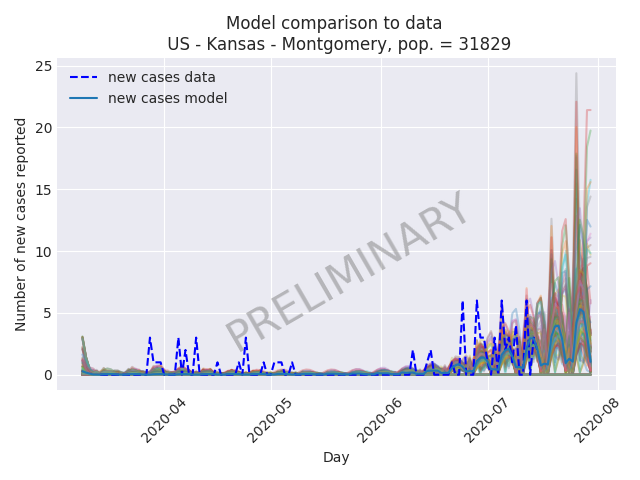 Model comparison to data
US - Kansas - Montgomery, pop. = 31829
new cases data
new cases model
Number of new cases reported
25
20
15
10
5
0
PRELIMINARY
2020-04
2020-05
2020-06
2020-07
2020-08
Day